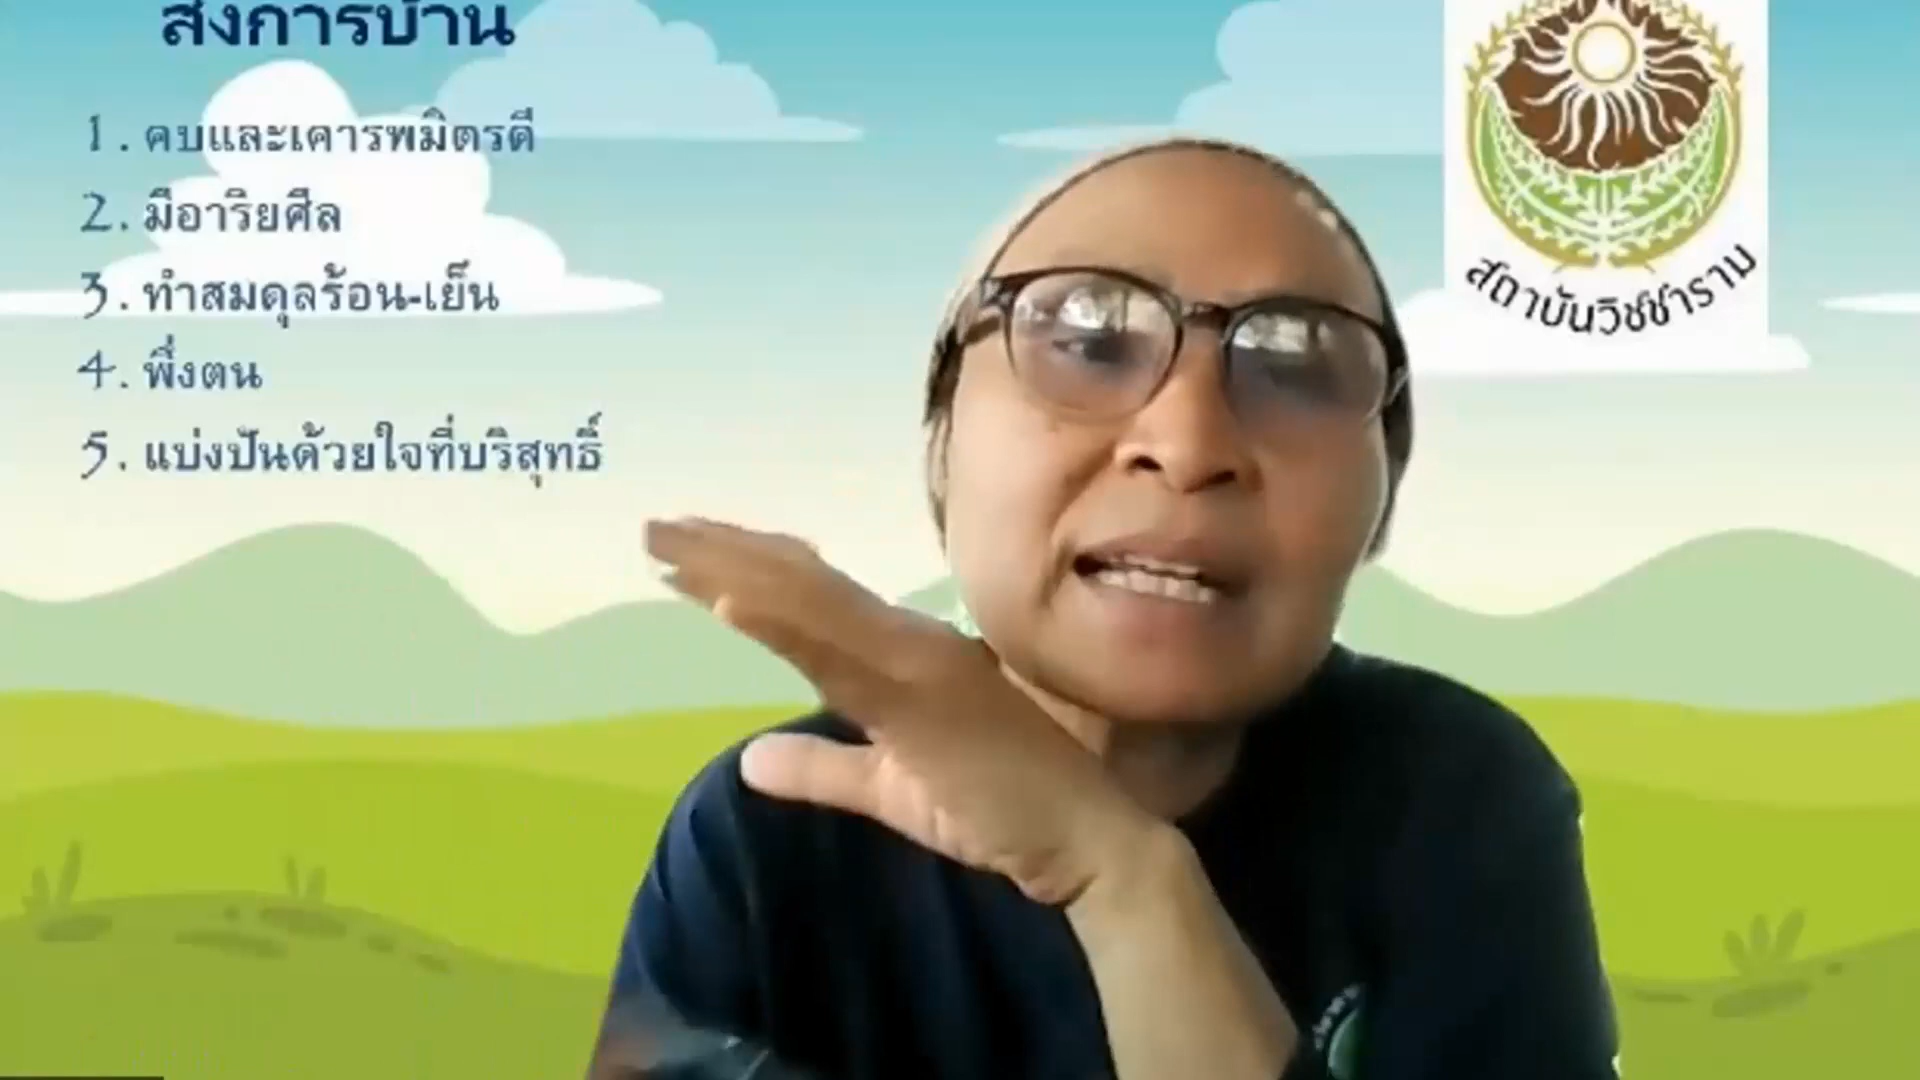 ส่งการบ้าน
1. คบและเคารพมิตรดี
2. มีอาริยศีล
3. ทำสมดุลร้อน-เย็น
4. พึ่งตน
5. แบ่งปันด้วยใจที่บริสุทธิ์
สถาบันวิชชาราม